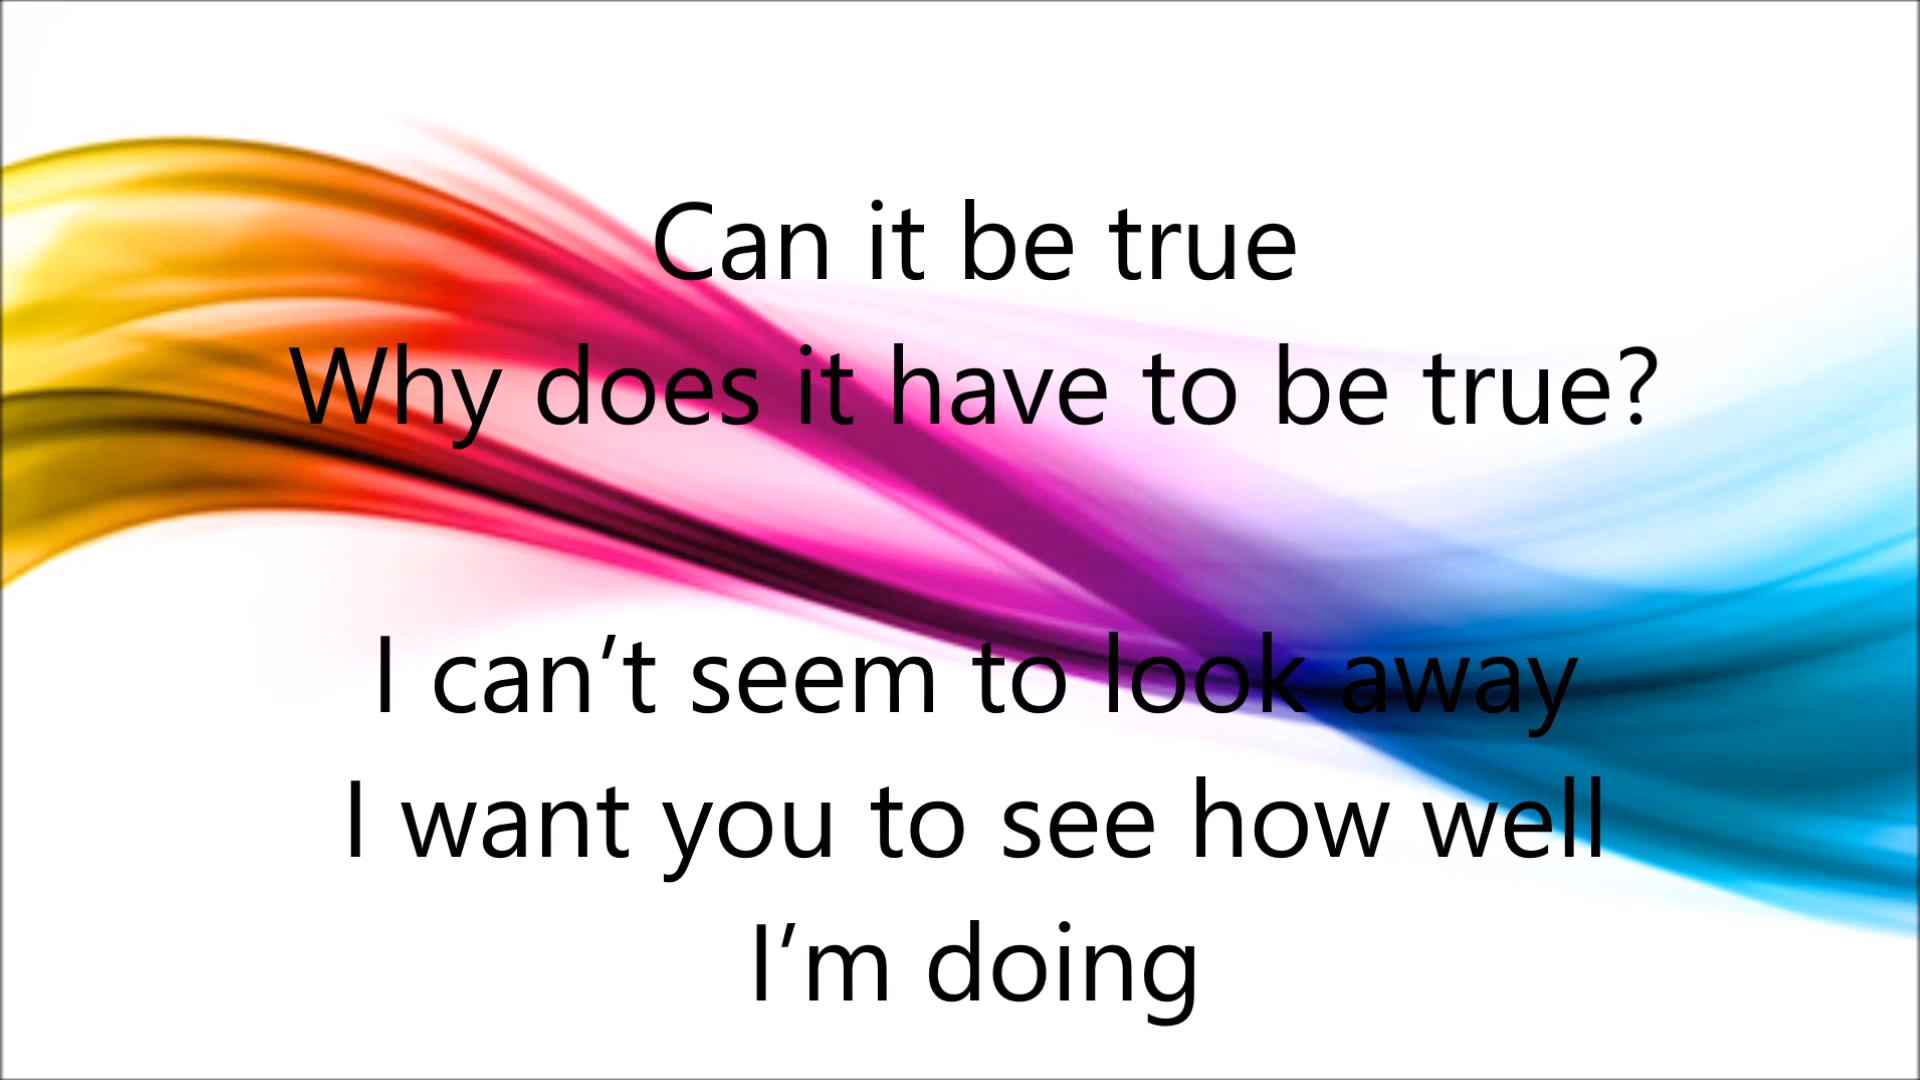 Can it be true
Why does it have to be true?
I can’t seem to look away
I want you to see how well
I’m doing